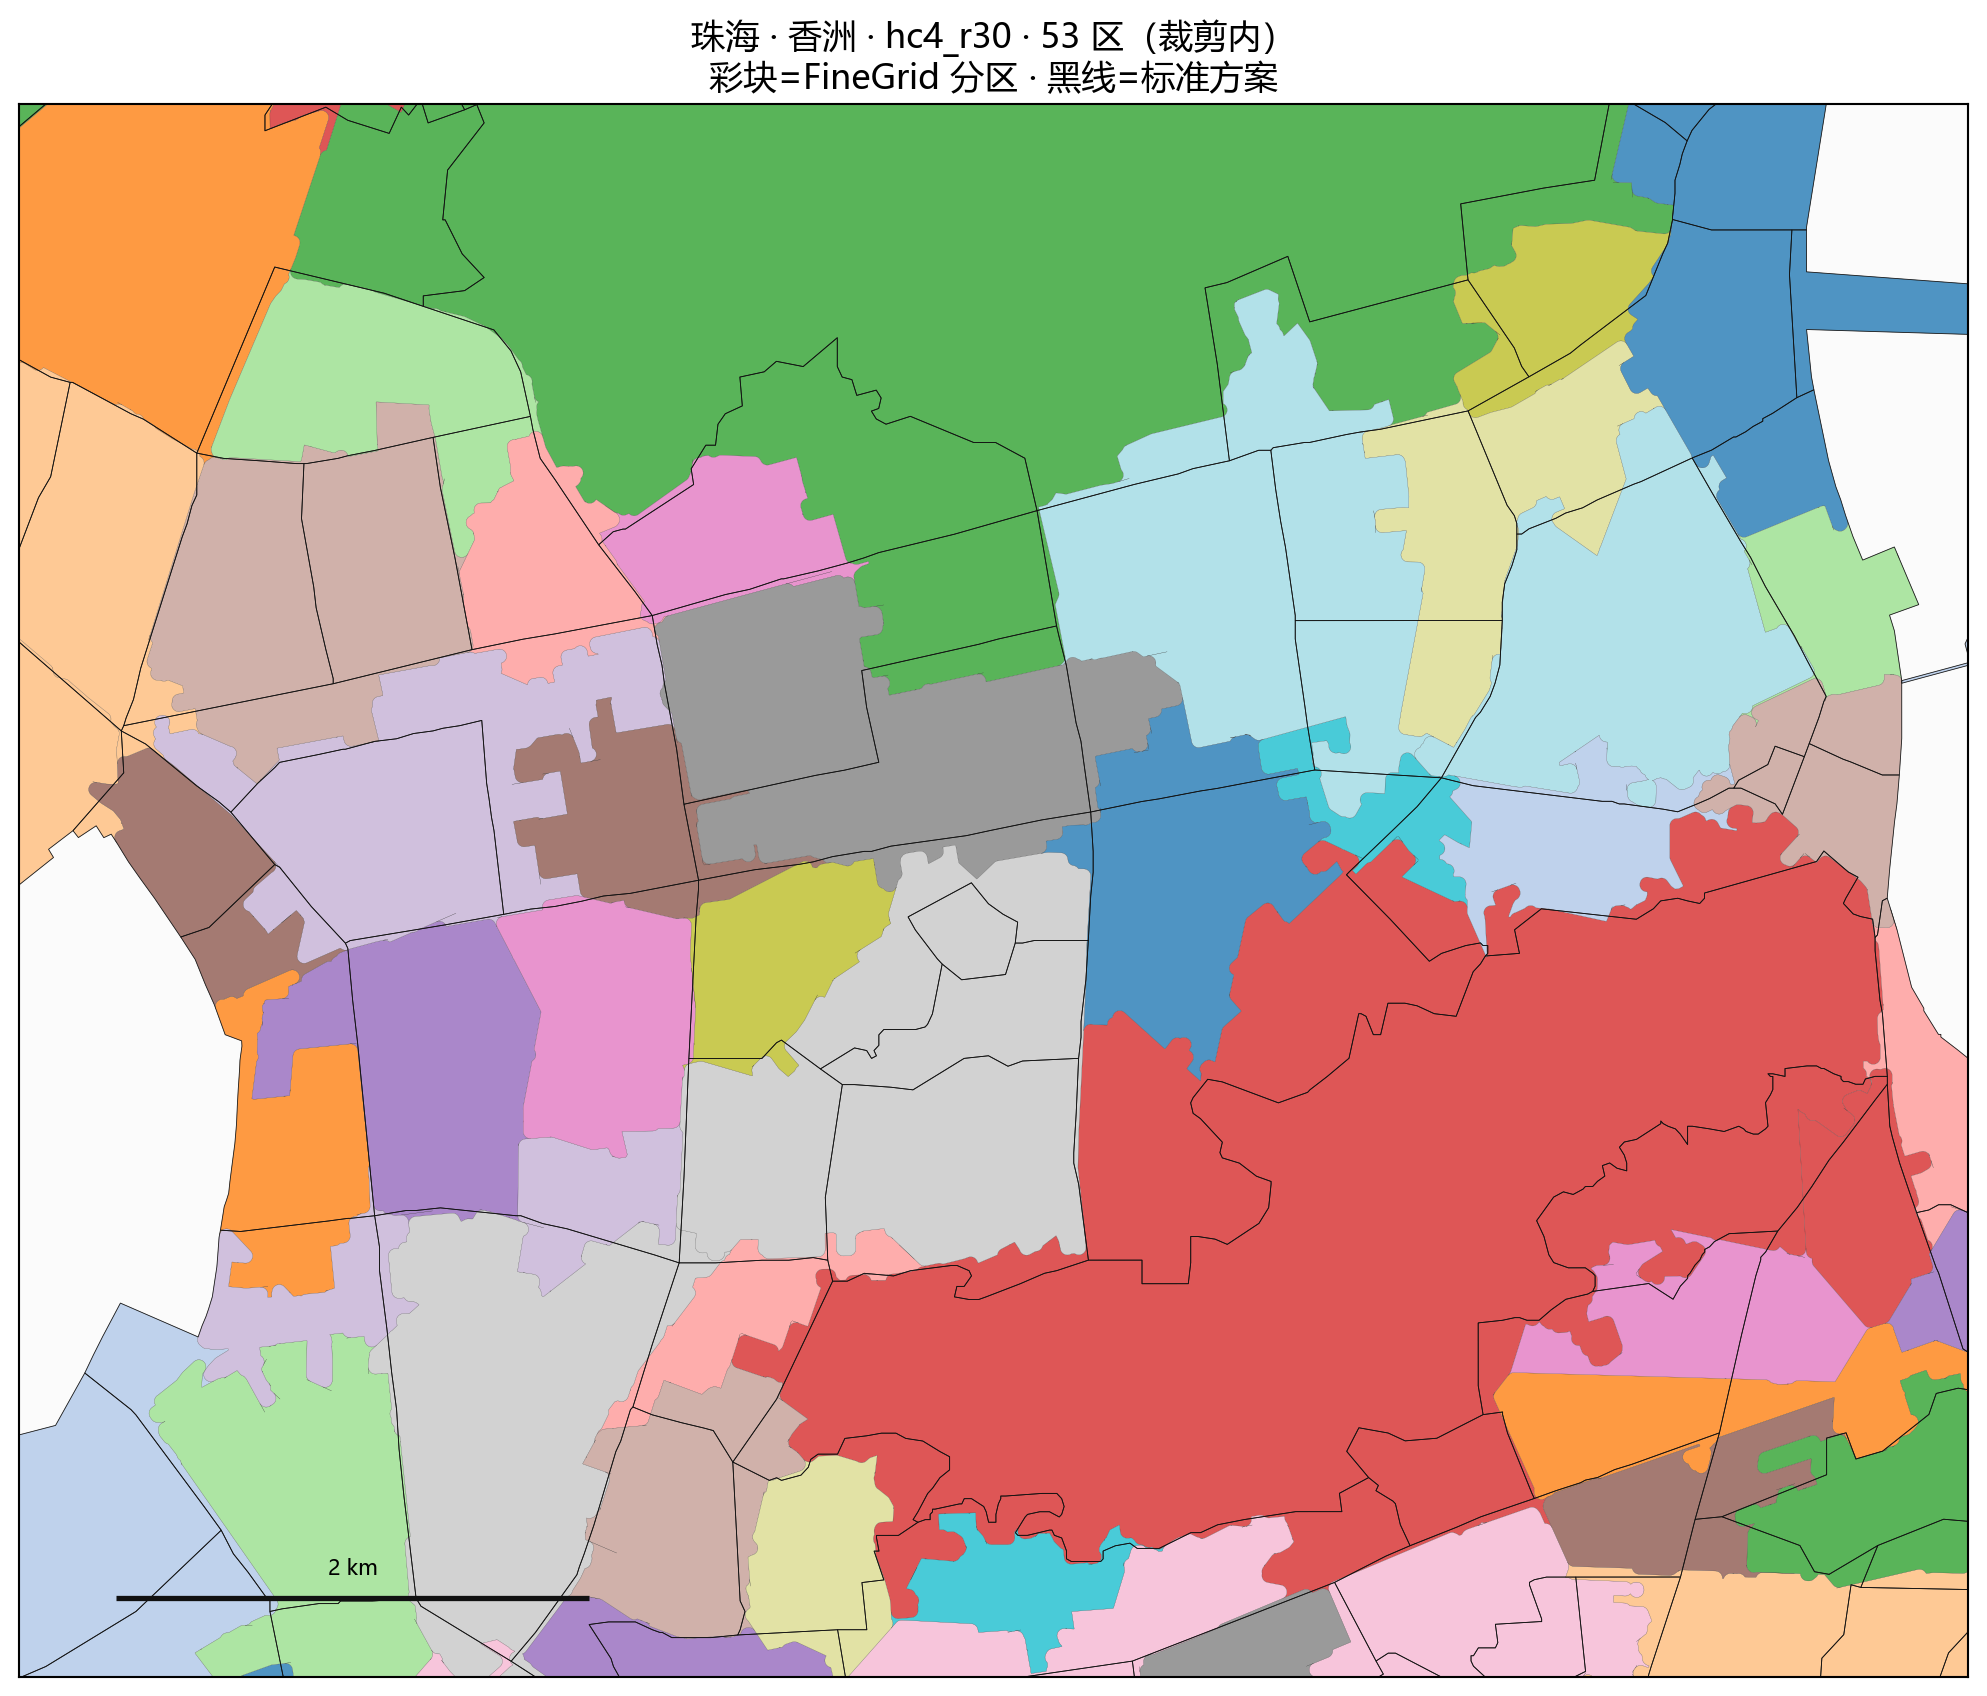 珠海 · 香洲 · hc4_r30 · 53 区（裁剪内）
彩块=FineGrid 分区 · 黑线=标准方案
2 km